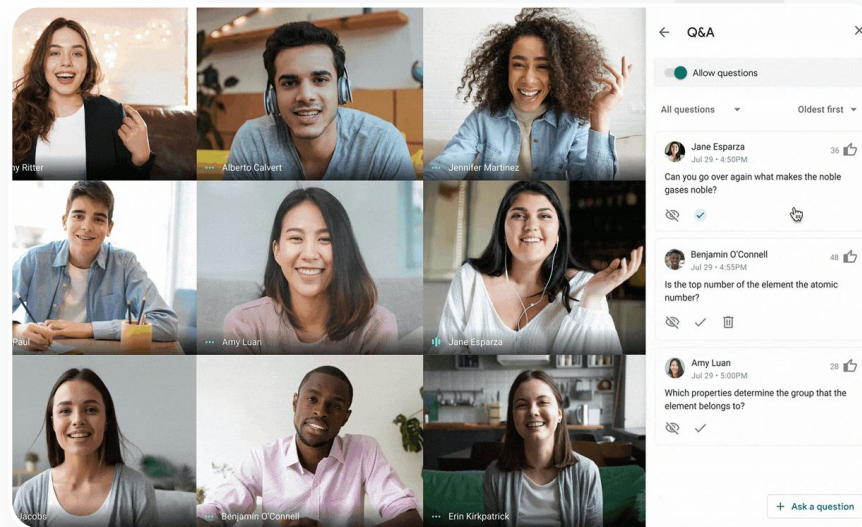 Q&A
Allow questions
All questions
Oldest first
ny Ritter
Alberto Calvert
Jennifer Martinez
Paul
Amy Luan
Jane Esparza
Jacobs
Benjamin O'Connell
Erin Kirkpatrick
Jane Esparza
36
Jul 29 • 4:50PM
Can you go over again what makes the noble
gases noble?
Benjamin O'Connell
48
Jul 29 • 4:55PM
Is the top number of the element the atomic
number?
Amy Luan
28
Jul 29 • 5:00PM
Which properties determine the group that the
element belongs to?
+ Ask a question